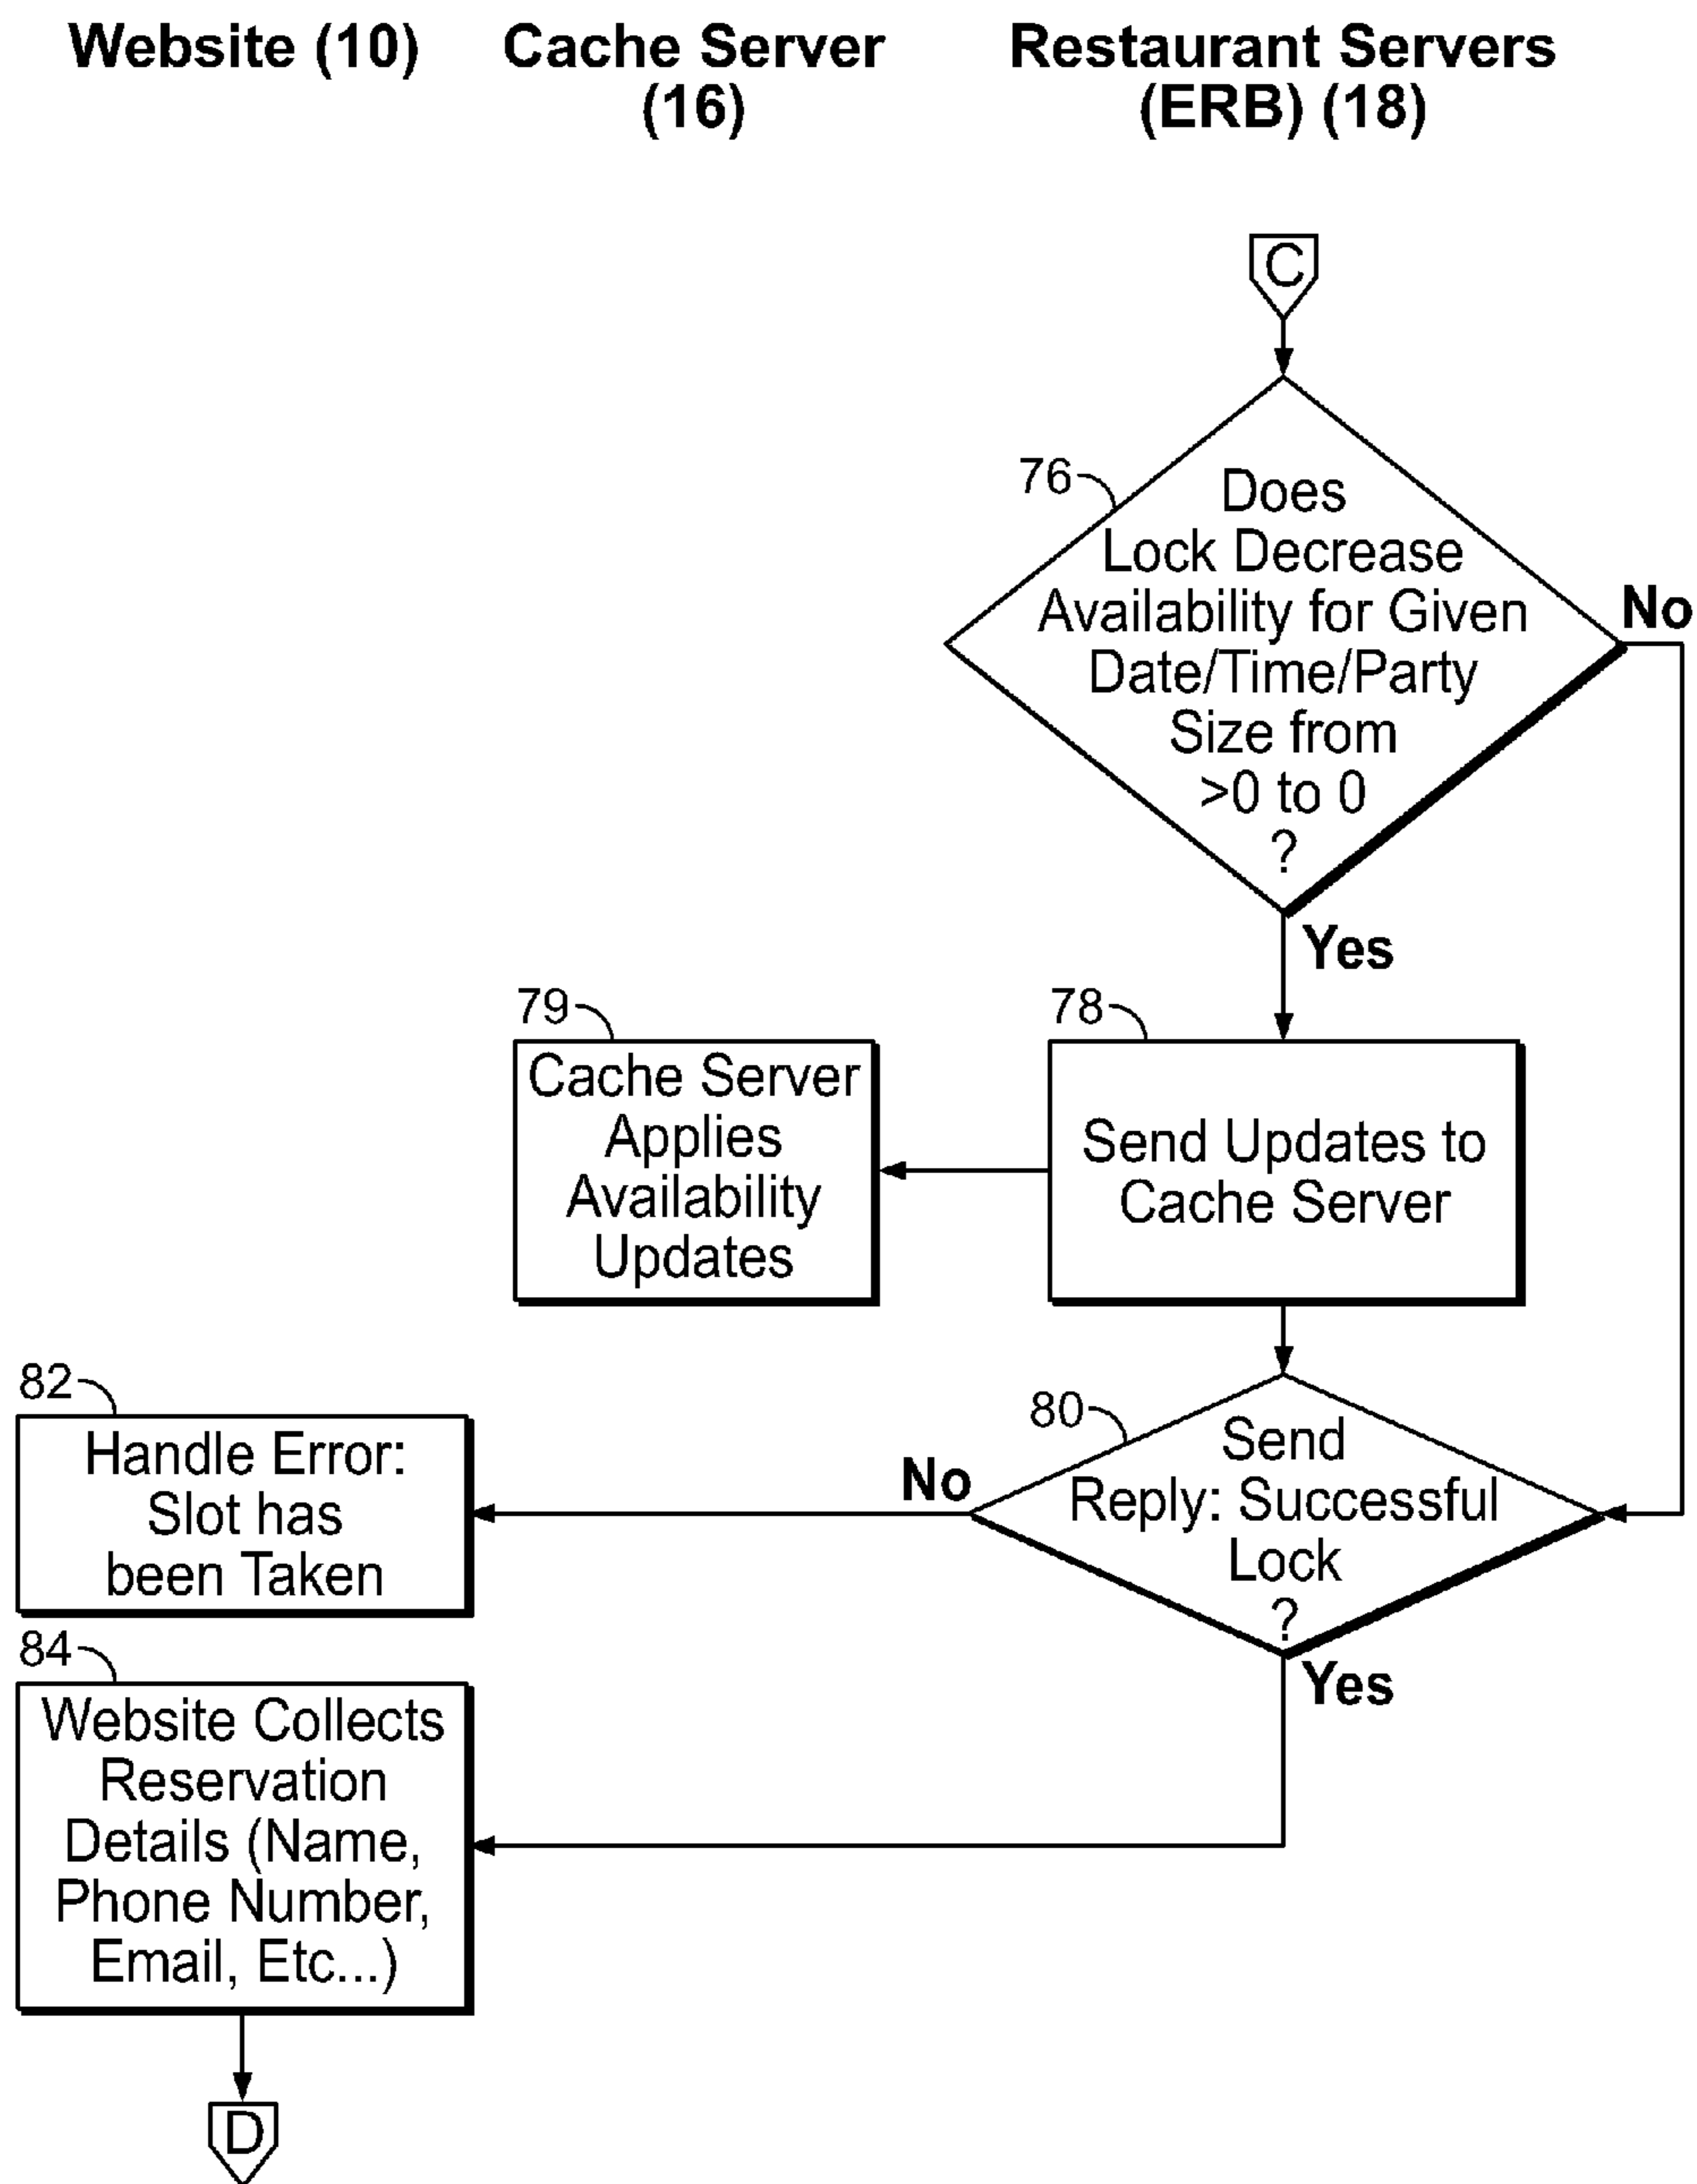 Website (10)
Cache Server
(16)
Restaurant Servers
(ERB) (18)
C
76
Does
Lock Decrease
Availability for Given
Date/Time/Party
Size from
>0 to 0
?
No
Yes
79
Cache Server
Applies
Availability
Updates
78
Send Updates to
Cache Server
82
Handle Error:
Slot has
been Taken
No
80
Send
Reply: Successful
Lock
?
Yes
84
Website Collects
Reservation
Details (Name,
Phone Number,
Email, Etc...)
D